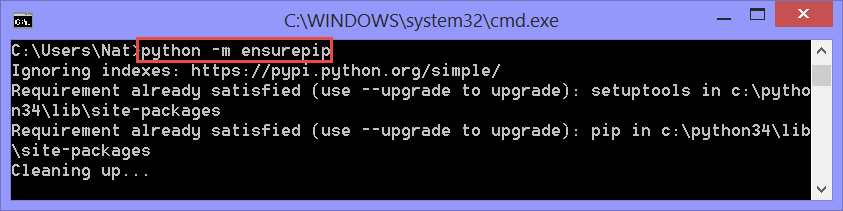 C:\WINDOWS\system32\cmd.exe
C:\Users\Nat>python -m ensurepip
Ignoring indexes: https://pypi.python.org/simple/
Requirement already satisfied (use --upgrade to upgrade): setuptools in c:\pytho
n34\lib\site-packages
Requirement already satisfied (use --upgrade to upgrade): pip in c:\python34\lib
\site-packages
Cleaning up...